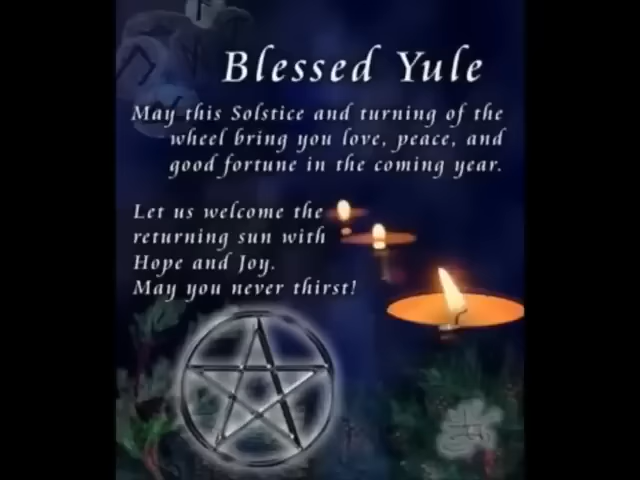 Blessed Yule
May this Solstice and turning of the
wheel bring you love, peace, and
good fortune in the coming year.
Let us welcome the
returning sun with
Hope and Joy.
May you never thirst!